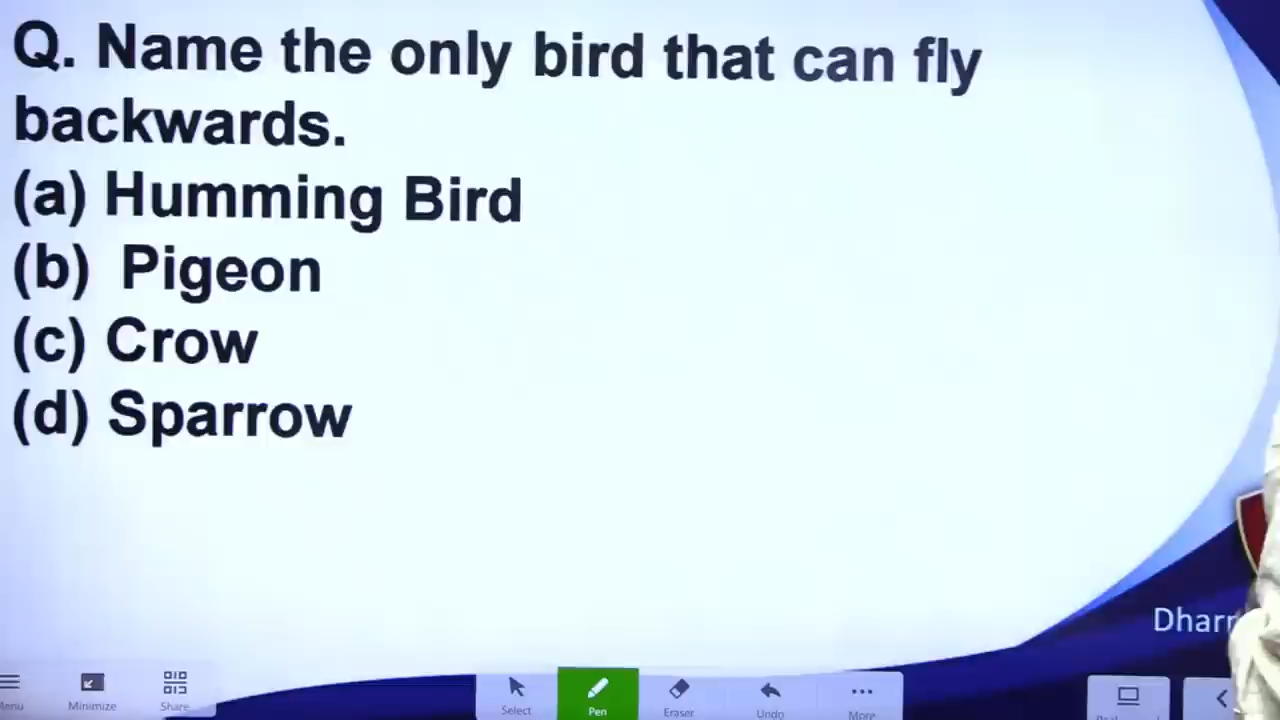 Q. Name the only bird that can fly
backwards.
(a) Humming Bird
(b) Pigeon
(c) Crow
(d) Sparrow
Minimize
Share
Select
Pen
Eraser
Undo
More